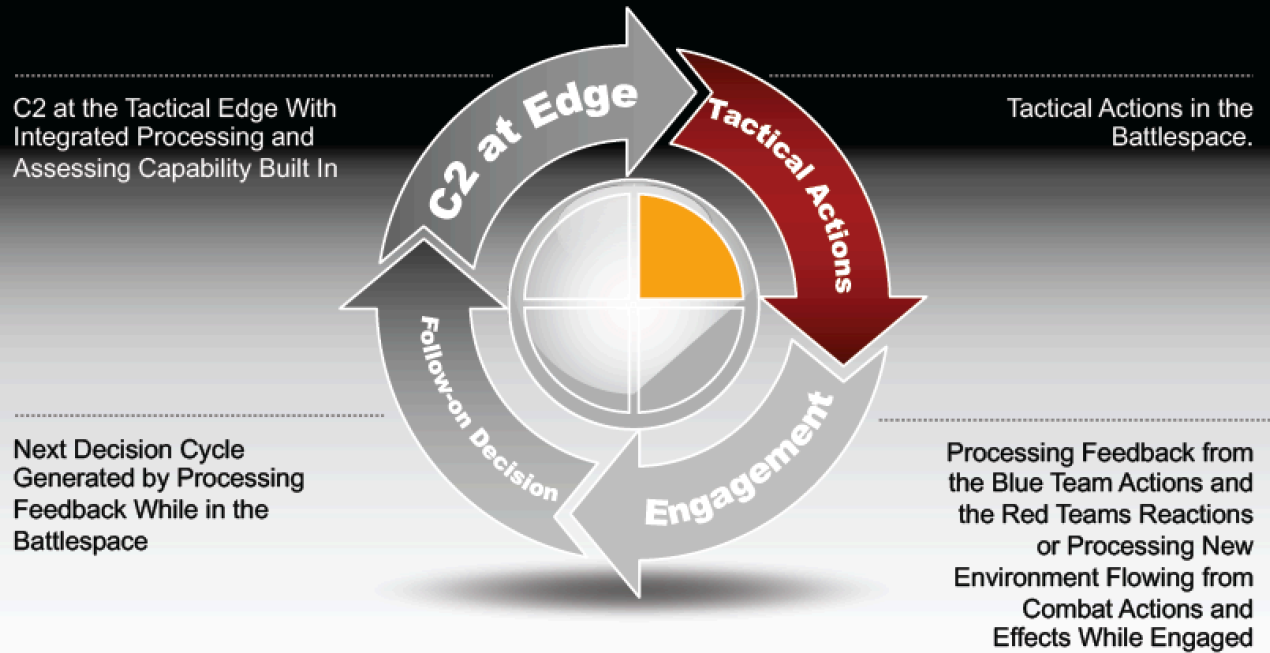 C2 at Edge
Tactical Actions
Engagement
Follow-on Decision
C2 at the Tactical Edge With
Integrated Processing and
Assessing Capability Built In
Tactical Actions in the
Battlespace.
Next Decision Cycle
Generated by Processing
Feedback While in the
Battlespace
Processing Feedback from
the Blue Team Actions and
the Red Teams Reactions
or Processing New
Environment Flowing from
Combat Actions and
Effects While Engaged